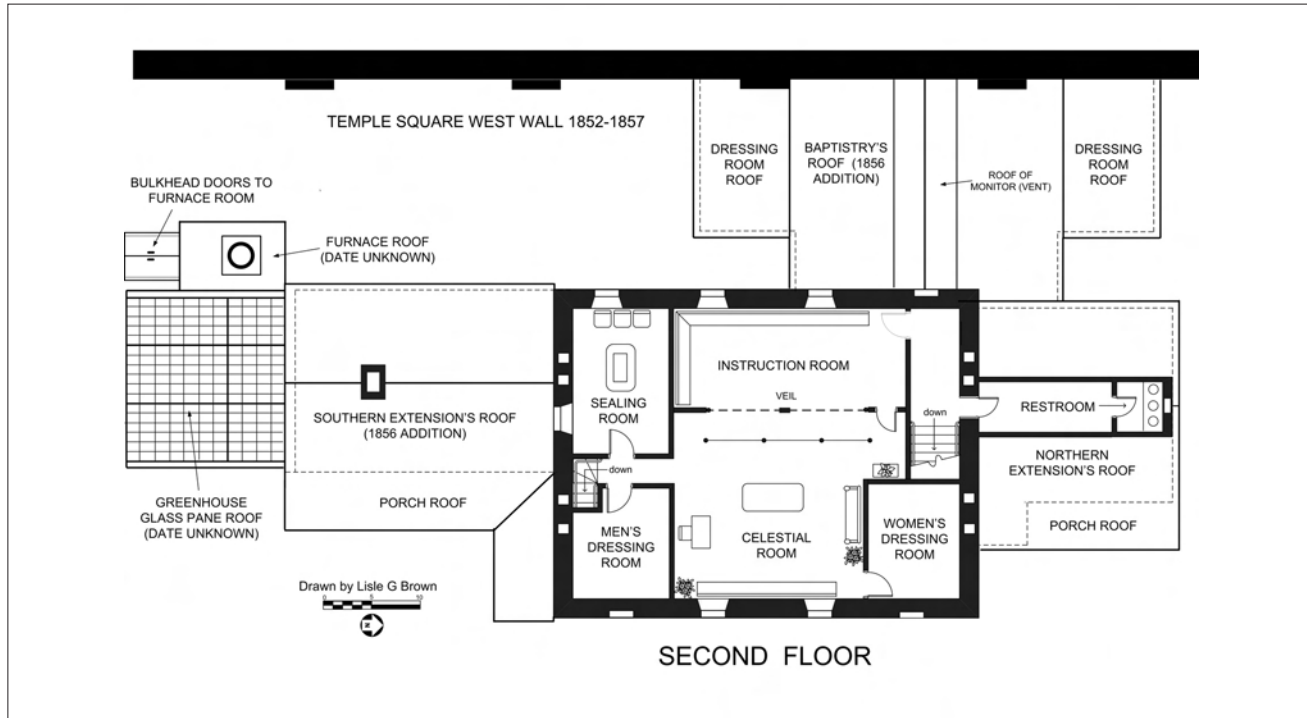 TEMPLE SQUARE WEST WALL 1852-1857
DRESSING
ROOM
ROOF
BAPTISTRY'S
ROOF (1856
ADDITION)
ROOF OF
MONITOR (VENT)
DRESSING
ROOM
ROOF
BULKHEAD DOORS TO
FURNACE ROOM
FURNACE ROOF
(DATE UNKNOWN)
INSTRUCTION ROOM
VEIL
SEALING
ROOM
SOUTHERN EXTENSION'S ROOF
(1856 ADDITION)
down
RESTROOM
down
NORTHERN
EXTENSION'S ROOF
GREENHOUSE
GLASS PANE ROOF
(DATE UNKNOWN)
PORCH ROOF
MEN'S
DRESSING
ROOM
CELESTIAL
ROOM
WOMEN'S
DRESSING
ROOM
PORCH ROOF
Drawn by Lisle G Brown
0 5 10
N
SECOND FLOOR